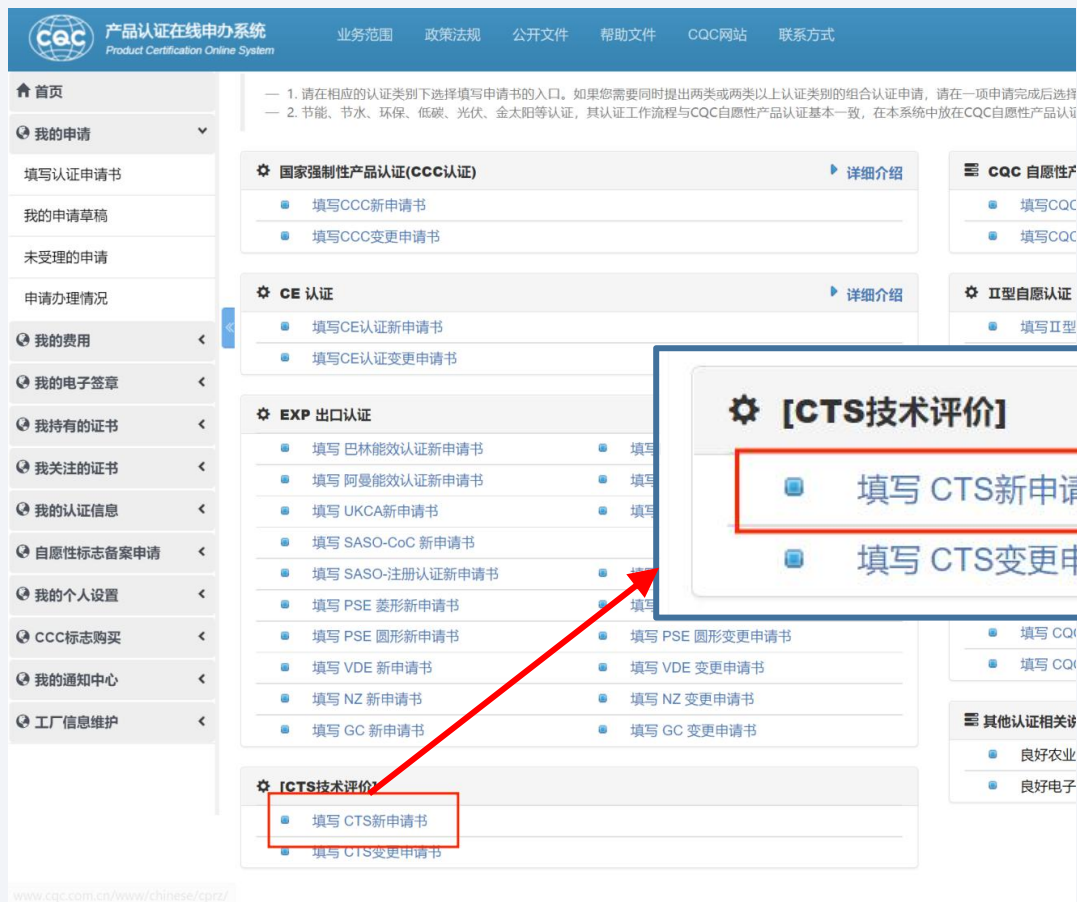 CQC 产品认证在线申办系统
Product Certification Online System
业务范围 政策法规 公开文件 帮助文件 CQC网站 联系方式
首页
我的申请
填写认证申请书
我的申请草稿
未受理的申请
申请办理情况
我的费用
我的电子签章
我持有的证书
我关注的证书
我的认证信息
自愿性标志备案申请
我的个人设置
CCC标志购买
我的通知中心
工厂信息维护
— 1. 请在相应的认证类别下选择填写申请书的入口。如果您需要同时提出两类或两类以上认证类别的组合认证申请，请在一项申请完成后选择
— 2. 节能、节水、环保、低碳、光伏、金太阳等认证，其认证工作流程与CQC自愿性产品认证基本一致，在本系统中放在CQC自愿性产品认证
国家强制性产品认证(CCC认证) 详细介绍
填写CCC新申请书
填写CCC变更申请书
CE 认证 详细介绍
填写CE认证新申请书
填写CE认证变更申请书
EXP 出口认证
填写 巴林能效认证新申请书 填写
填写 阿曼能效认证新申请书 填写
填写 UKCA新申请书 填写
填写 SASO-CoC 新申请书
填写 SASO-注册认证新申请书
填写 PSE 菱形新申请书 填写
填写 PSE 圆形新申请书 填写 PSE 圆形变更申请书
填写 VDE 新申请书 填写 VDE 变更申请书
填写 NZ 新申请书 填写 NZ 变更申请书
填写 GC 新申请书 填写 GC 变更申请书
[CTS技术评价]
填写 CTS新申请书
填写 CTS变更申请书
CQC 自愿性产
填写CQC
填写CQC
II型自愿认证
填写II型
[CTS技术评价]
填写 CTS新申请
填写 CTS变更申
填写 CQC
填写 CQC
其他认证相关说
良好农业
良好电子
www.cqc.com.cn/www/chinese/cprz/